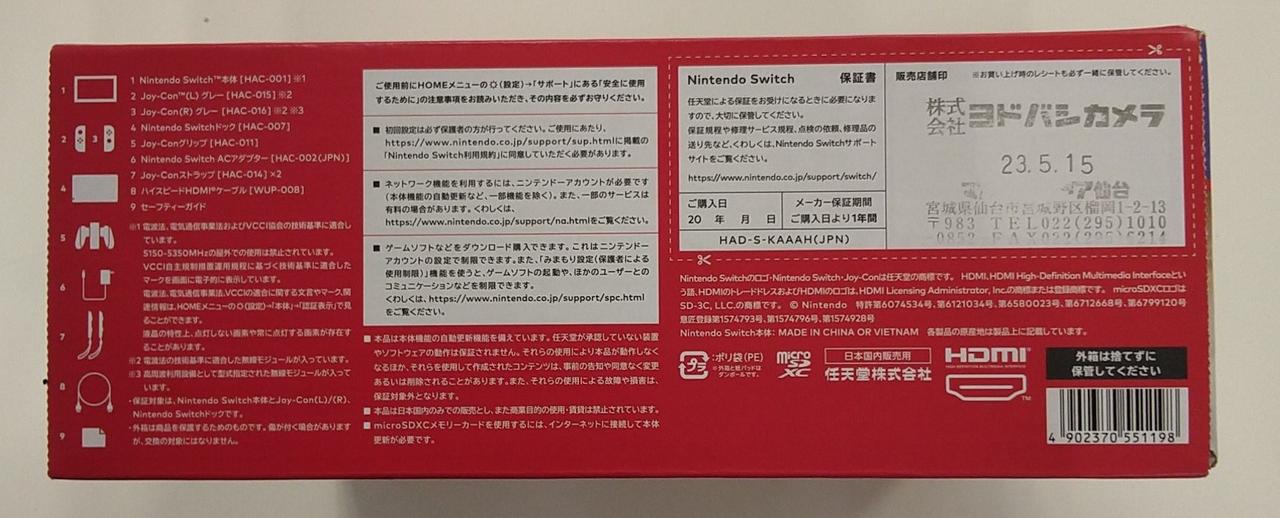 1
1 Nintendo Switch™本体 [HAC-001] ※1
2 Joy-Con™(L) グレー [HAC-015] ※2
3 Joy-Con(R) グレー [HAC-016] ※2 ※3
4 Nintendo Switchドック [HAC-007]
5 Joy-Conグリップ [HAC-011]
6 Nintendo Switch ACアダプター [HAC-002(JPN)]
7 Joy-Conストラップ [HAC-014] ×2
8 ハイスピードHDMI®ケーブル [WUP-008]
9 セーフティーガイド
2
3
4
5
6
7
8
9
※1 電波法、電気通信事業法およびVCCI協会の技術基準に適合し
ています。
5150-5350MHzの屋外での使用は禁止されています。
VCCI自主規制措置運用規程に基づく技術基準に適合した
マークを画面に電子的に表示しています。
電波法、電気通信事業法、VCCIの適合に関する文言やマーク、関
連情報は、HOMEメニューの(設定)→「本体」→「認証表示」で見
ることができます。
液晶の特性上、点灯しない画素や常に点灯する画素が存在す
ることがあります。
※2 電波法の技術基準に適合した無線モジュールが入っています。
※3 高周波利用設備として型式指定された無線モジュールが入って
います。
・保証対象は、Nintendo Switch本体とJoy-Con(L)/(R)、
Nintendo Switchドックです。
・外箱は商品を保護するためのものです。傷が付く場合があります
が、交換の対象にはなりません。
ご使用前にHOMEメニューの(設定)→「サポート」にある「安全に使用
するために」の注意事項をお読みいただき、その内容を必ずお守りください。
■ 初回設定は必ず保護者の方が行ってください。ご使用にあたり、
https://www.nintendo.co.jp/support/sup.htmlに掲載の
「Nintendo Switch利用規約」に同意していただく必要があります。
■ ネットワーク機能を利用するには、ニンテンドーアカウントが必要です
(本体機能の自動更新など、一部機能を除く)。また、一部のサービスは
有料の場合があります。くわしくは、
https://www.nintendo.co.jp/support/na.htmlをご覧ください。
■ ゲームソフトなどをダウンロード購入できます。これはニンテンドー
アカウントの設定で制限できます。また、「みまもり設定(保護者による
使用制限)」機能を使うと、ゲームソフトの起動や、ほかのユーザーとの
コミュニケーションなどを制限できます。
くわしくは、https://www.nintendo.co.jp/support/spc.html
をご覧ください。
■ 本品は本体機能の自動更新機能を備えています。任天堂が承認していない装置
やソフトウェアの動作は保証されません。それらの使用により本品が動作しなく
なるほか、それらを使用して作成されたコンテンツは、事前の告知や同意なく変更
あるいは削除されることがあります。また、それらの使用による故障や損害は、
保証対象外となります。
■ 本品は日本国内のみでの販売とし、また商業目的の使用・賃貸は禁止されています。
■ microSDXCメモリーカードを使用するには、インターネットに接続して本体
更新が必要です。
Nintendo Switch 保証書
任天堂による保証をお受けになるときに必要になりま
すので、大切に保管してください。
保証規程や修理サービス規程、点検の依頼、修理品の
送り先など、くわしくは、Nintendo Switchサポート
サイトをご覧ください。
https://www.nintendo.co.jp/support/switch/
ご購入日
20 年 月 日
メーカー保証期間
ご購入日より1年間
HAD-S-KAAAH(JPN)
販売店舗印 ※お買い上げ時のレシートも必ず一緒に保管してください。
株式会社ヨドバシカメラ
23.5.15
仙台
宮城県仙台市宮城野区榴岡1-2-13
〒983 TEL022(295)1010
Nintendo Switchのロゴ・Nintendo Switch・Joy-Conは任天堂の商標です。 HDMI、HDMI High-Definition Multimedia Interfaceとい
う語、HDMIのトレードドレスおよびHDMIのロゴは、HDMI Licensing Administrator, Inc.の商標または登録商標です。 microSDXCロゴは
SD-3C, LLC.の商標です。 © Nintendo 特許第6074534号、第6121034号、第6580023号、第6712668号、第6799120号
意匠登録第1574793号、第1574796号、第1574928号
Nintendo Switch本体: MADE IN CHINA OR VIETNAM 各製品の原産地は製品上に記載しています。
プラ
:ポリ袋(PE)
※外箱と紙パッドは
ダンボールです。
micro
SD
XC
日本国内販売用
任天堂株式会社
HDMI®
HIGH-DEFINITION MULTIMEDIA INTERFACE
TM
外箱は捨てずに
保管してください
4 902370 551198